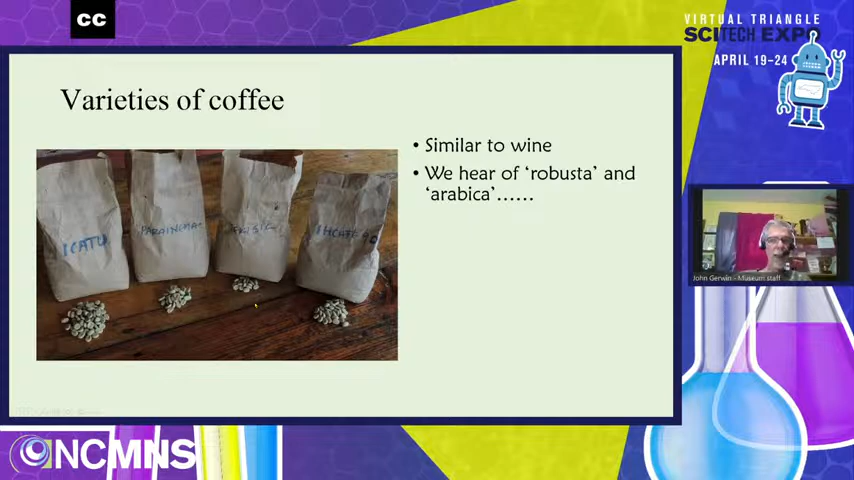 CC
VIRTUAL TRIANGLE
SCITECH EXPO
APRIL 19-24
Varieties of coffee
• Similar to wine
• We hear of 'robusta' and
'arabica'……
ICATU
John Gerwin - Museum staff
NCMNS